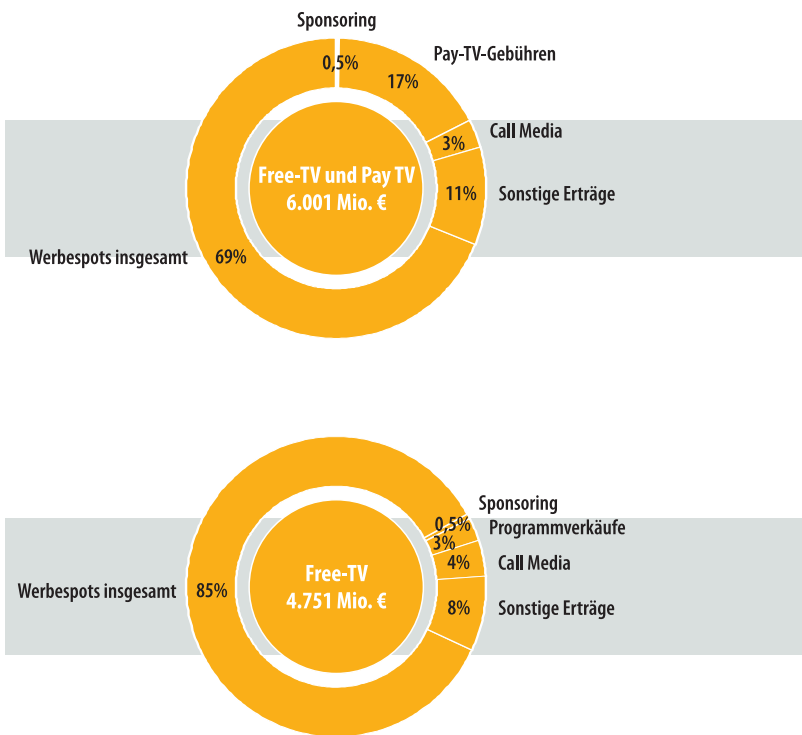 Sponsoring
0,5%
Pay-TV-Gebühren
17%
Call Media
3%
Free-TV und Pay TV
6.001 Mio. €
11%
Sonstige Erträge
Werbespots insgesamt
69%
Sponsoring
0,5%
Programmverkäufe
3%
4%
Call Media
Free-TV
4.751 Mio. €
Werbespots insgesamt
85%
8%
Sonstige Erträge